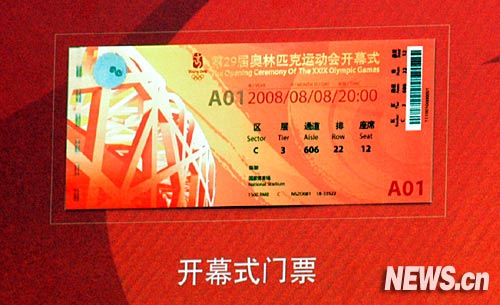 第29届奥林匹克运动会开幕式
The Opening Ceremony Of The XXIX Olympic Games
Beijing 2008
A01 2008/08/08/20:00
区 层 通道 排 座席
Sector Tier Aisle Row Seat
C 3 606 22 12
国家体育场
National Stadium
A01
开幕式门票
NEWS.cn